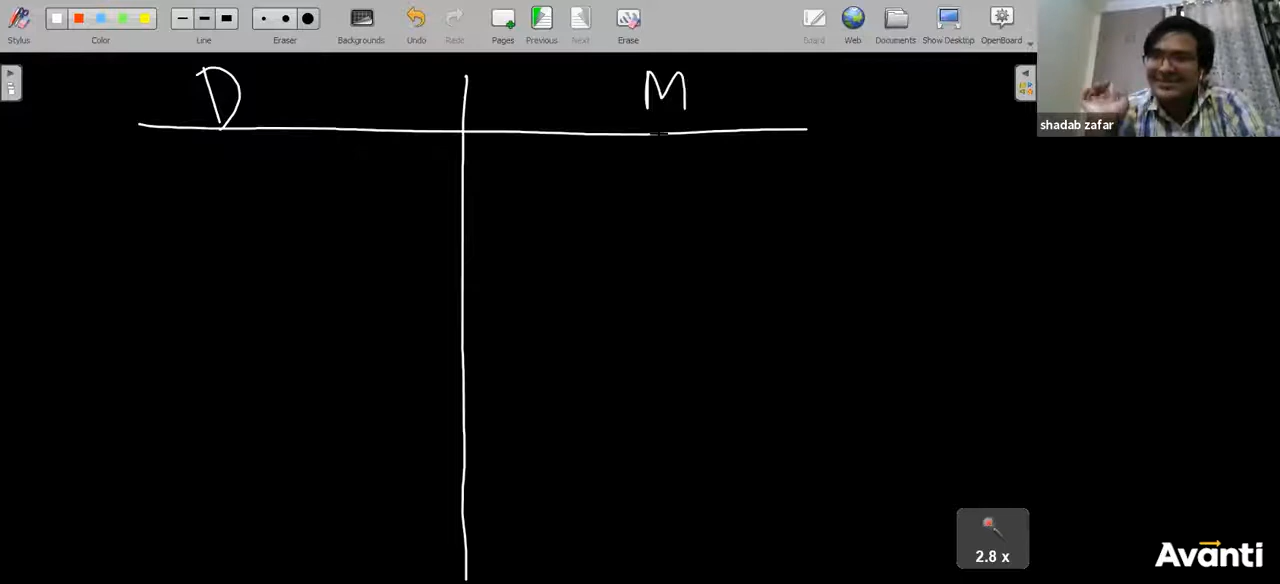 Stylus Color Line Eraser Backgrounds Undo Redo Pages Previous Next Erase Board Web Documents Show Desktop OpenBoard
D M
shadab zafar
2.8 x
Avanti